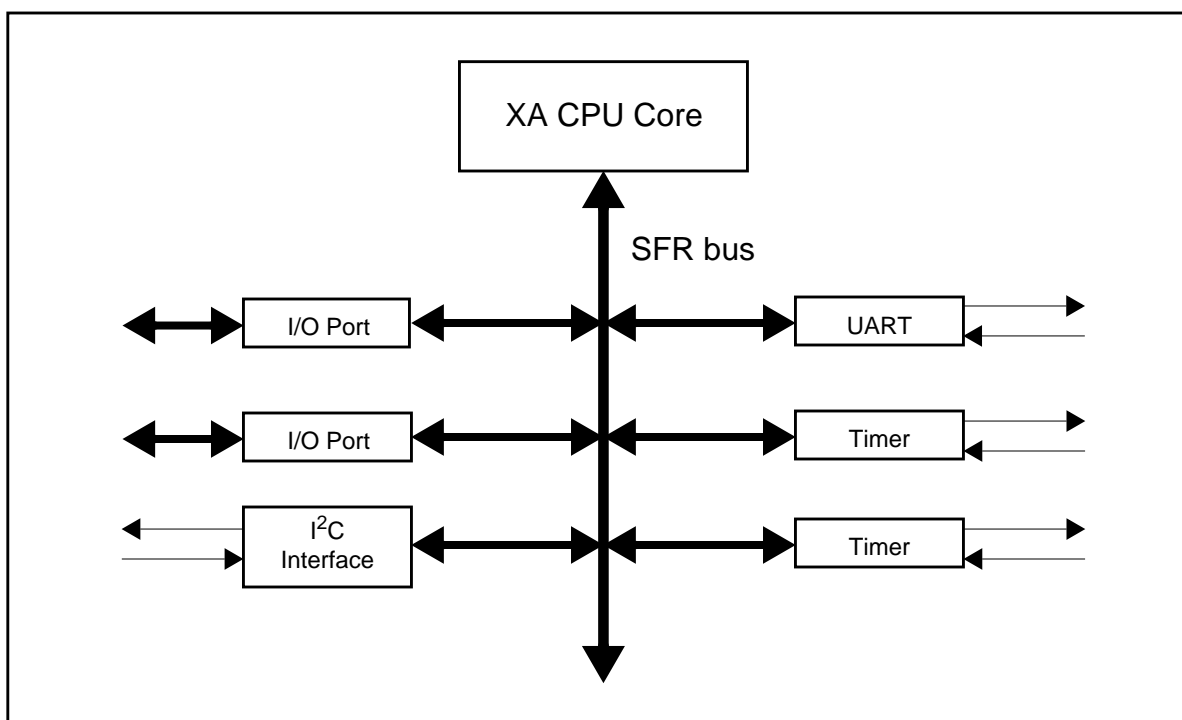 XA CPU Core
SFR bus
I/O Port
UART
I/O Port
Timer
I²C
Interface
Timer